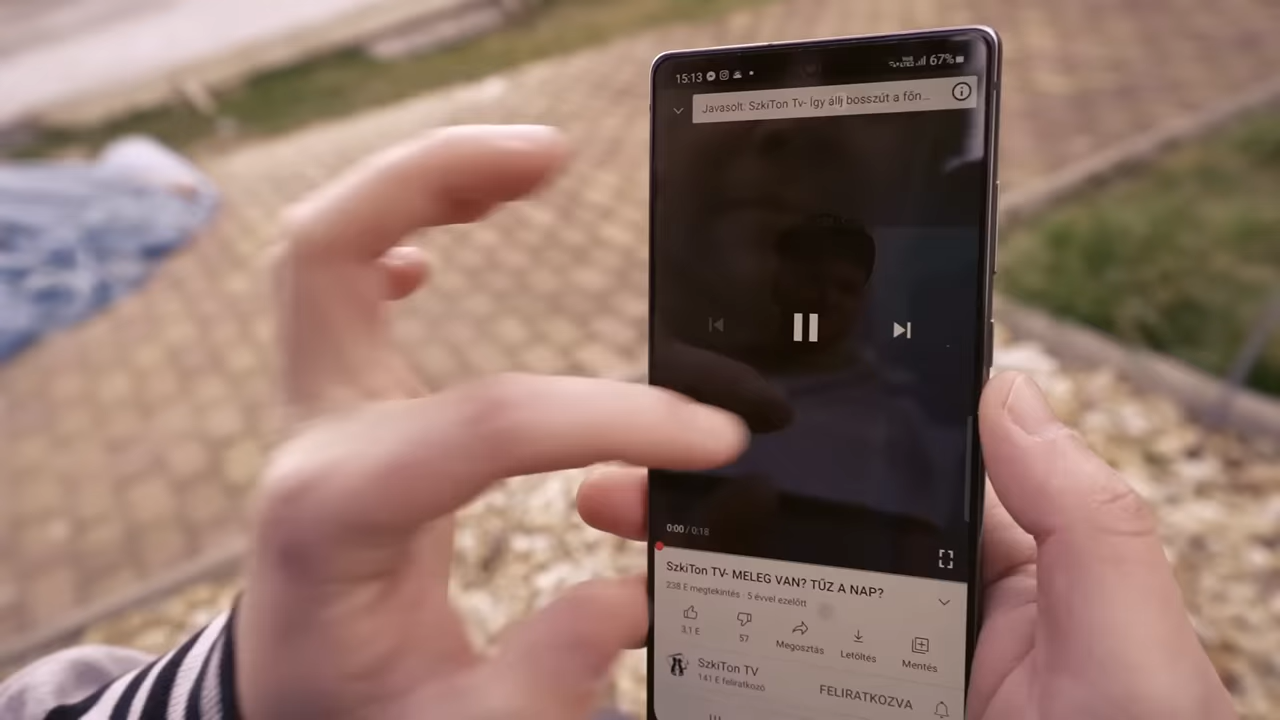 15:13
67%
Javasolt: SzkiTon Tv- Így állj bosszút a főn...
0:00 / 0:18
SzkiTon TV- MELEG VAN? TŰZ A NAP?
238 E megtekintés · 5 évvel ezelőtt
3,1 E
57
Megosztás
Letöltés
Mentés
SzkiTon TV
141 E feliratkozó
FELIRATKOZVA